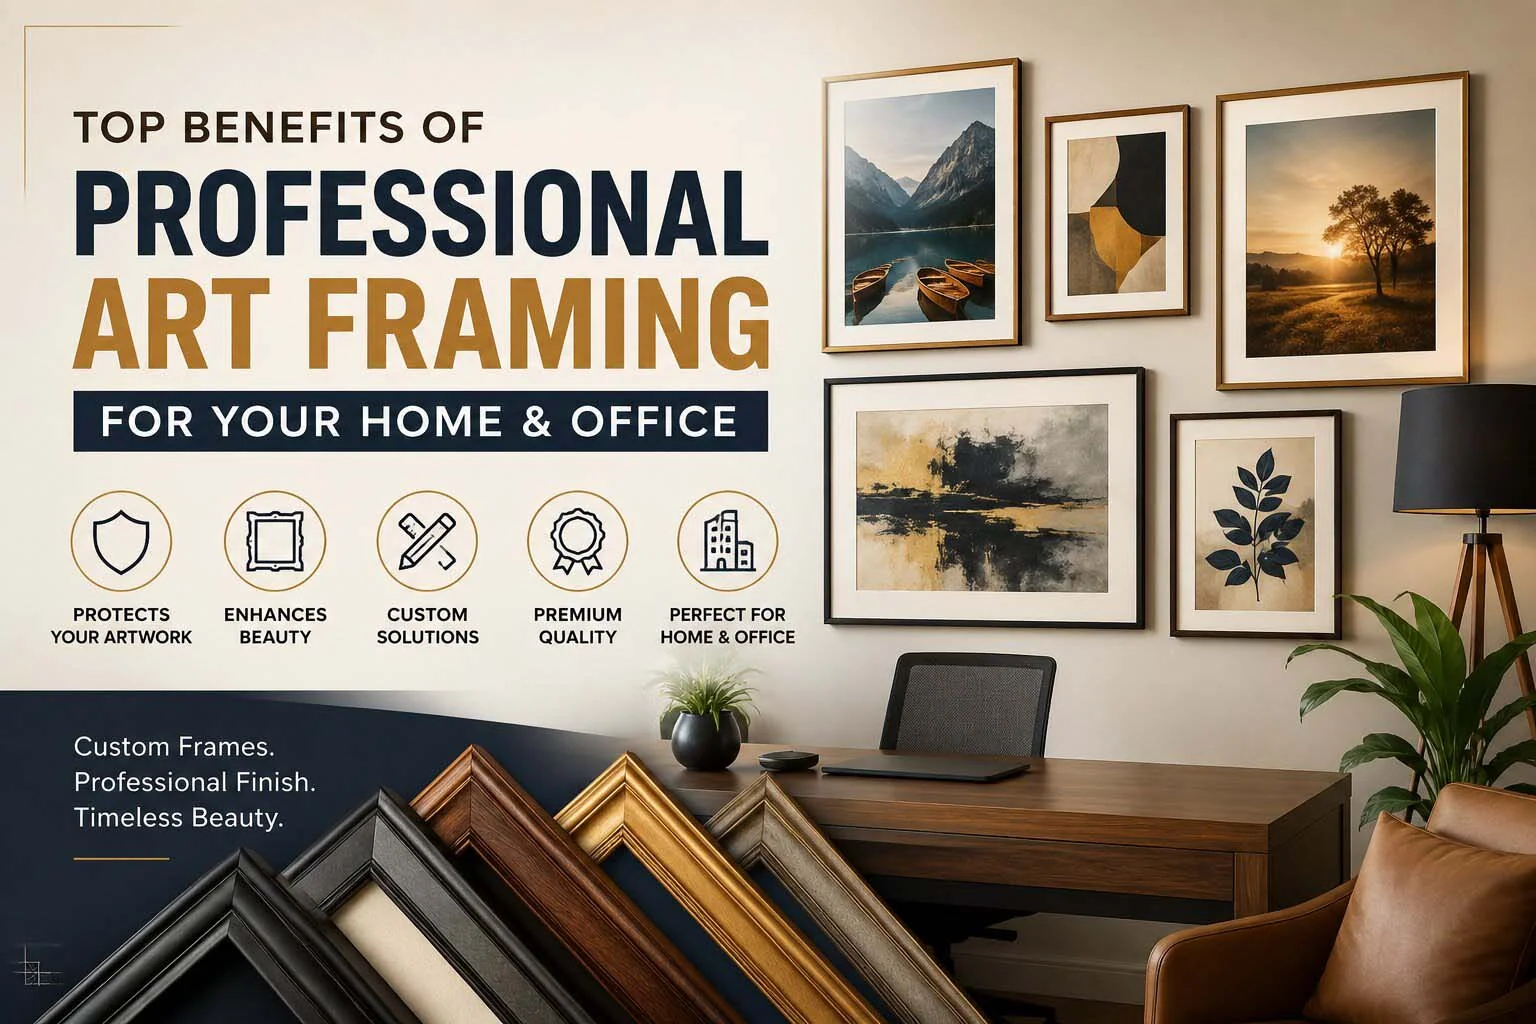 TOP BENEFITS OF
PROFESSIONAL
ART FRAMING
FOR YOUR HOME & OFFICE
PROTECTS
YOUR ARTWORK
ENHANCES
BEAUTY
CUSTOM
SOLUTIONS
PREMIUM
QUALITY
PERFECT FOR
HOME & OFFICE
Custom Frames.
Professional Finish.
Timeless Beauty.